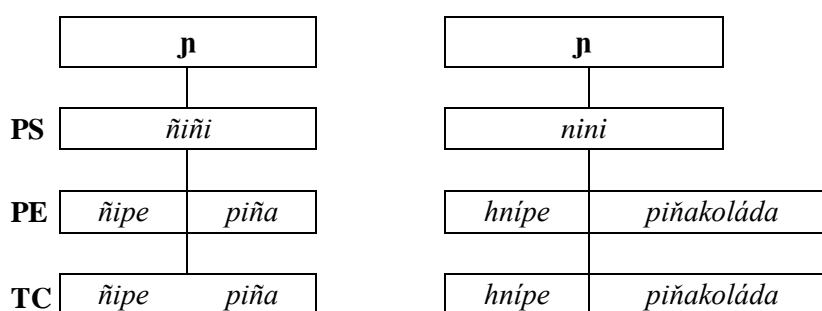 ɲ ɲ
PS ñiñi nini
PE ñipe piña hnípe piňakoláda
TC ñipe piña hnípe piňakoláda